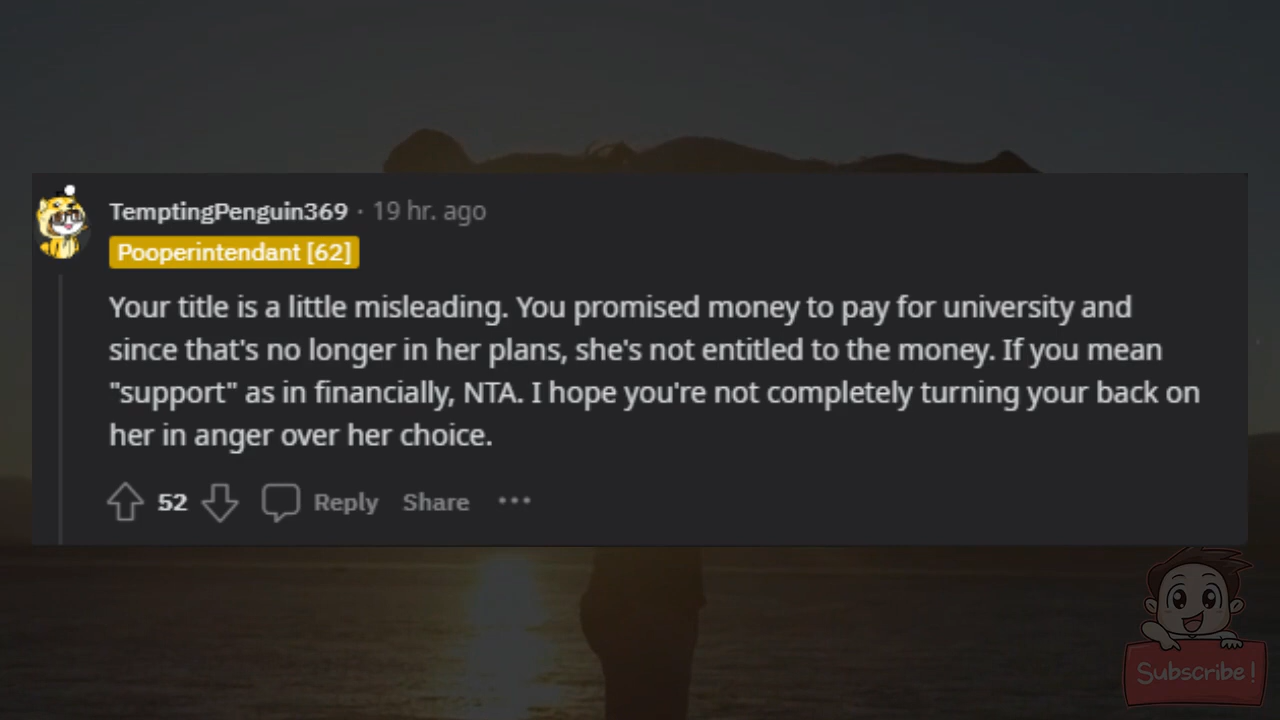 TemptingPenguin369 · 19 hr. ago
Pooperintendant [62]
Your title is a little misleading. You promised money to pay for university and
since that's no longer in her plans, she's not entitled to the money. If you mean
"support" as in financially, NTA. I hope you're not completely turning your back on
her in anger over her choice.
52 Reply Share ···
Subscribe!